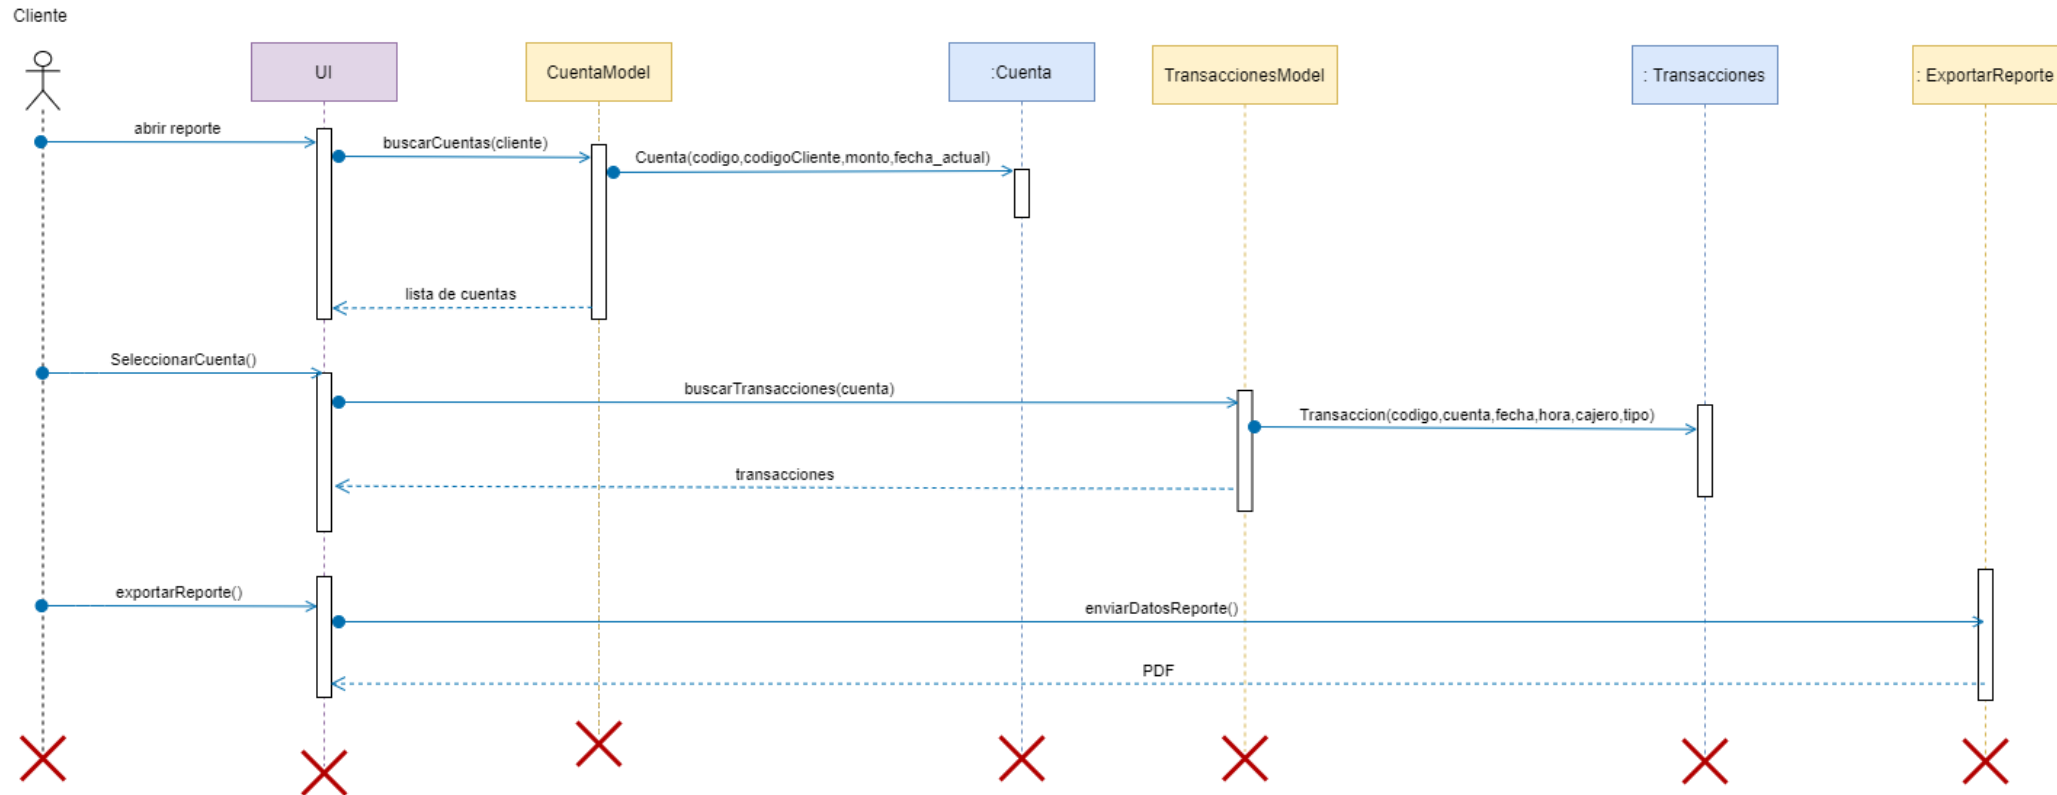 Cliente
UI
CuentaModel
:Cuenta
TransaccionesModel
: Transacciones
: ExportarReporte
abrir reporte
buscarCuentas(cliente)
Cuenta(codigo,codigoCliente,monto,fecha_actual)
lista de cuentas
SeleccionarCuenta()
buscarTransacciones(cuenta)
Transaccion(codigo,cuenta,fecha,hora,cajero,tipo)
transacciones
exportarReporte()
enviarDatosReporte()
PDF